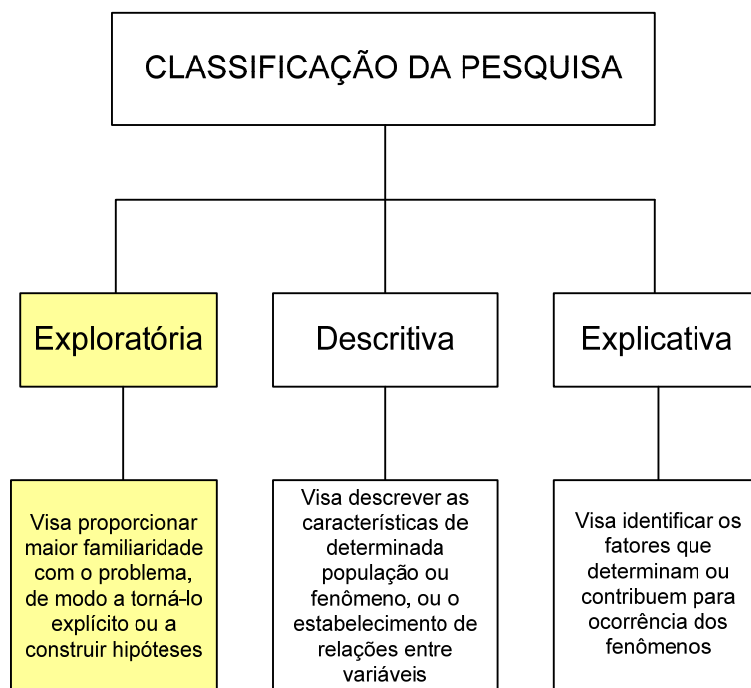 CLASSIFICAÇÃO DA PESQUISA
Exploratória
Descritiva
Explicativa
Visa proporcionar
maior familiaridade
com o problema,
de modo a torná-lo
explícito ou a
construir hipóteses
Visa descrever as
características de
determinada
população ou
fenômeno, ou o
estabelecimento de
relações entre
variáveis
Visa identificar os
fatores que
determinam ou
contribuem para
ocorrência dos
fenômenos